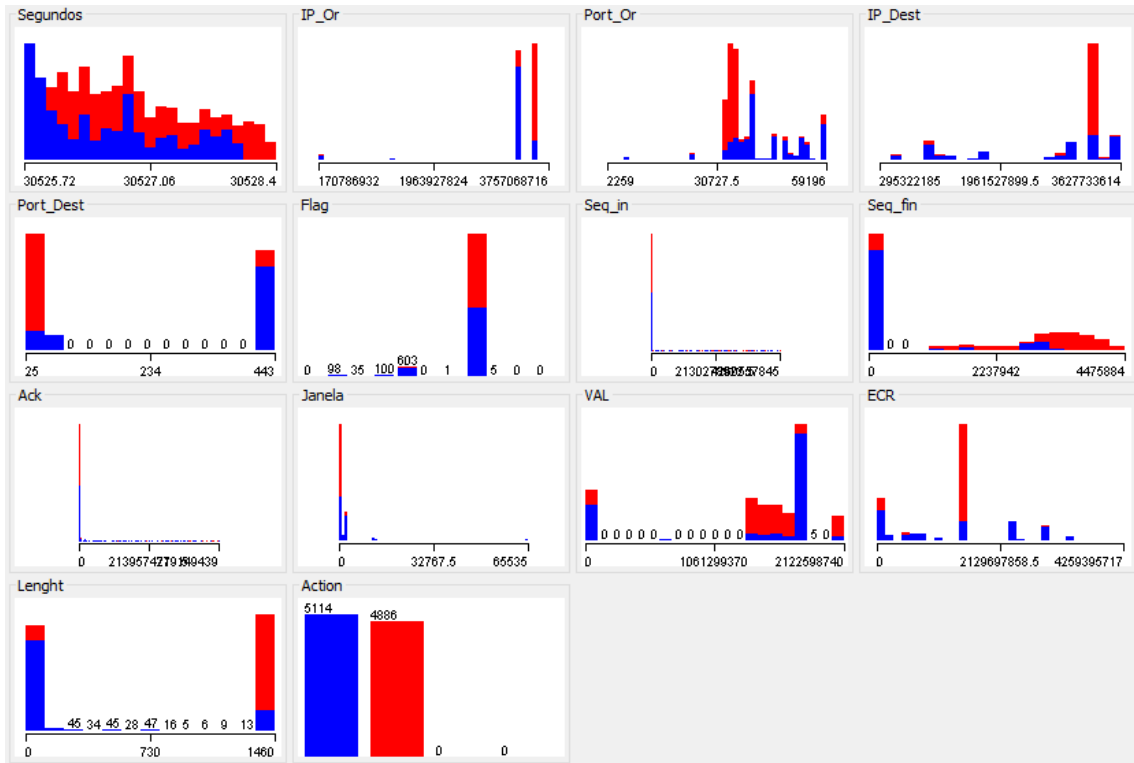 Segundos
30525.72 30527.06 30528.4
IP_Or
170786932 1963927824 3757068716
Port_Or
2259 30727.5 59196
IP_Dest
295322185 1961527899.5 3627733614
Port_Dest
0 0 0 0 0 0 0 0 0 0
25 234 443
Flag
0 98 35 100 603 0 1 5 0 0
Seq_in
0
Seq_fin
0 0
0 2237942 4475884
Ack
0
Janela
0 32767.5 65535
VAL
0 0 0 0 0 0 0 0 0 0 5 0
0 1061299370 2122598740
ECR
0 2129697858.5 4259395717
Lenght
45 34 45 28 47 16 5 6 9 13
0 730 1460
Action
5114 4886 0 0